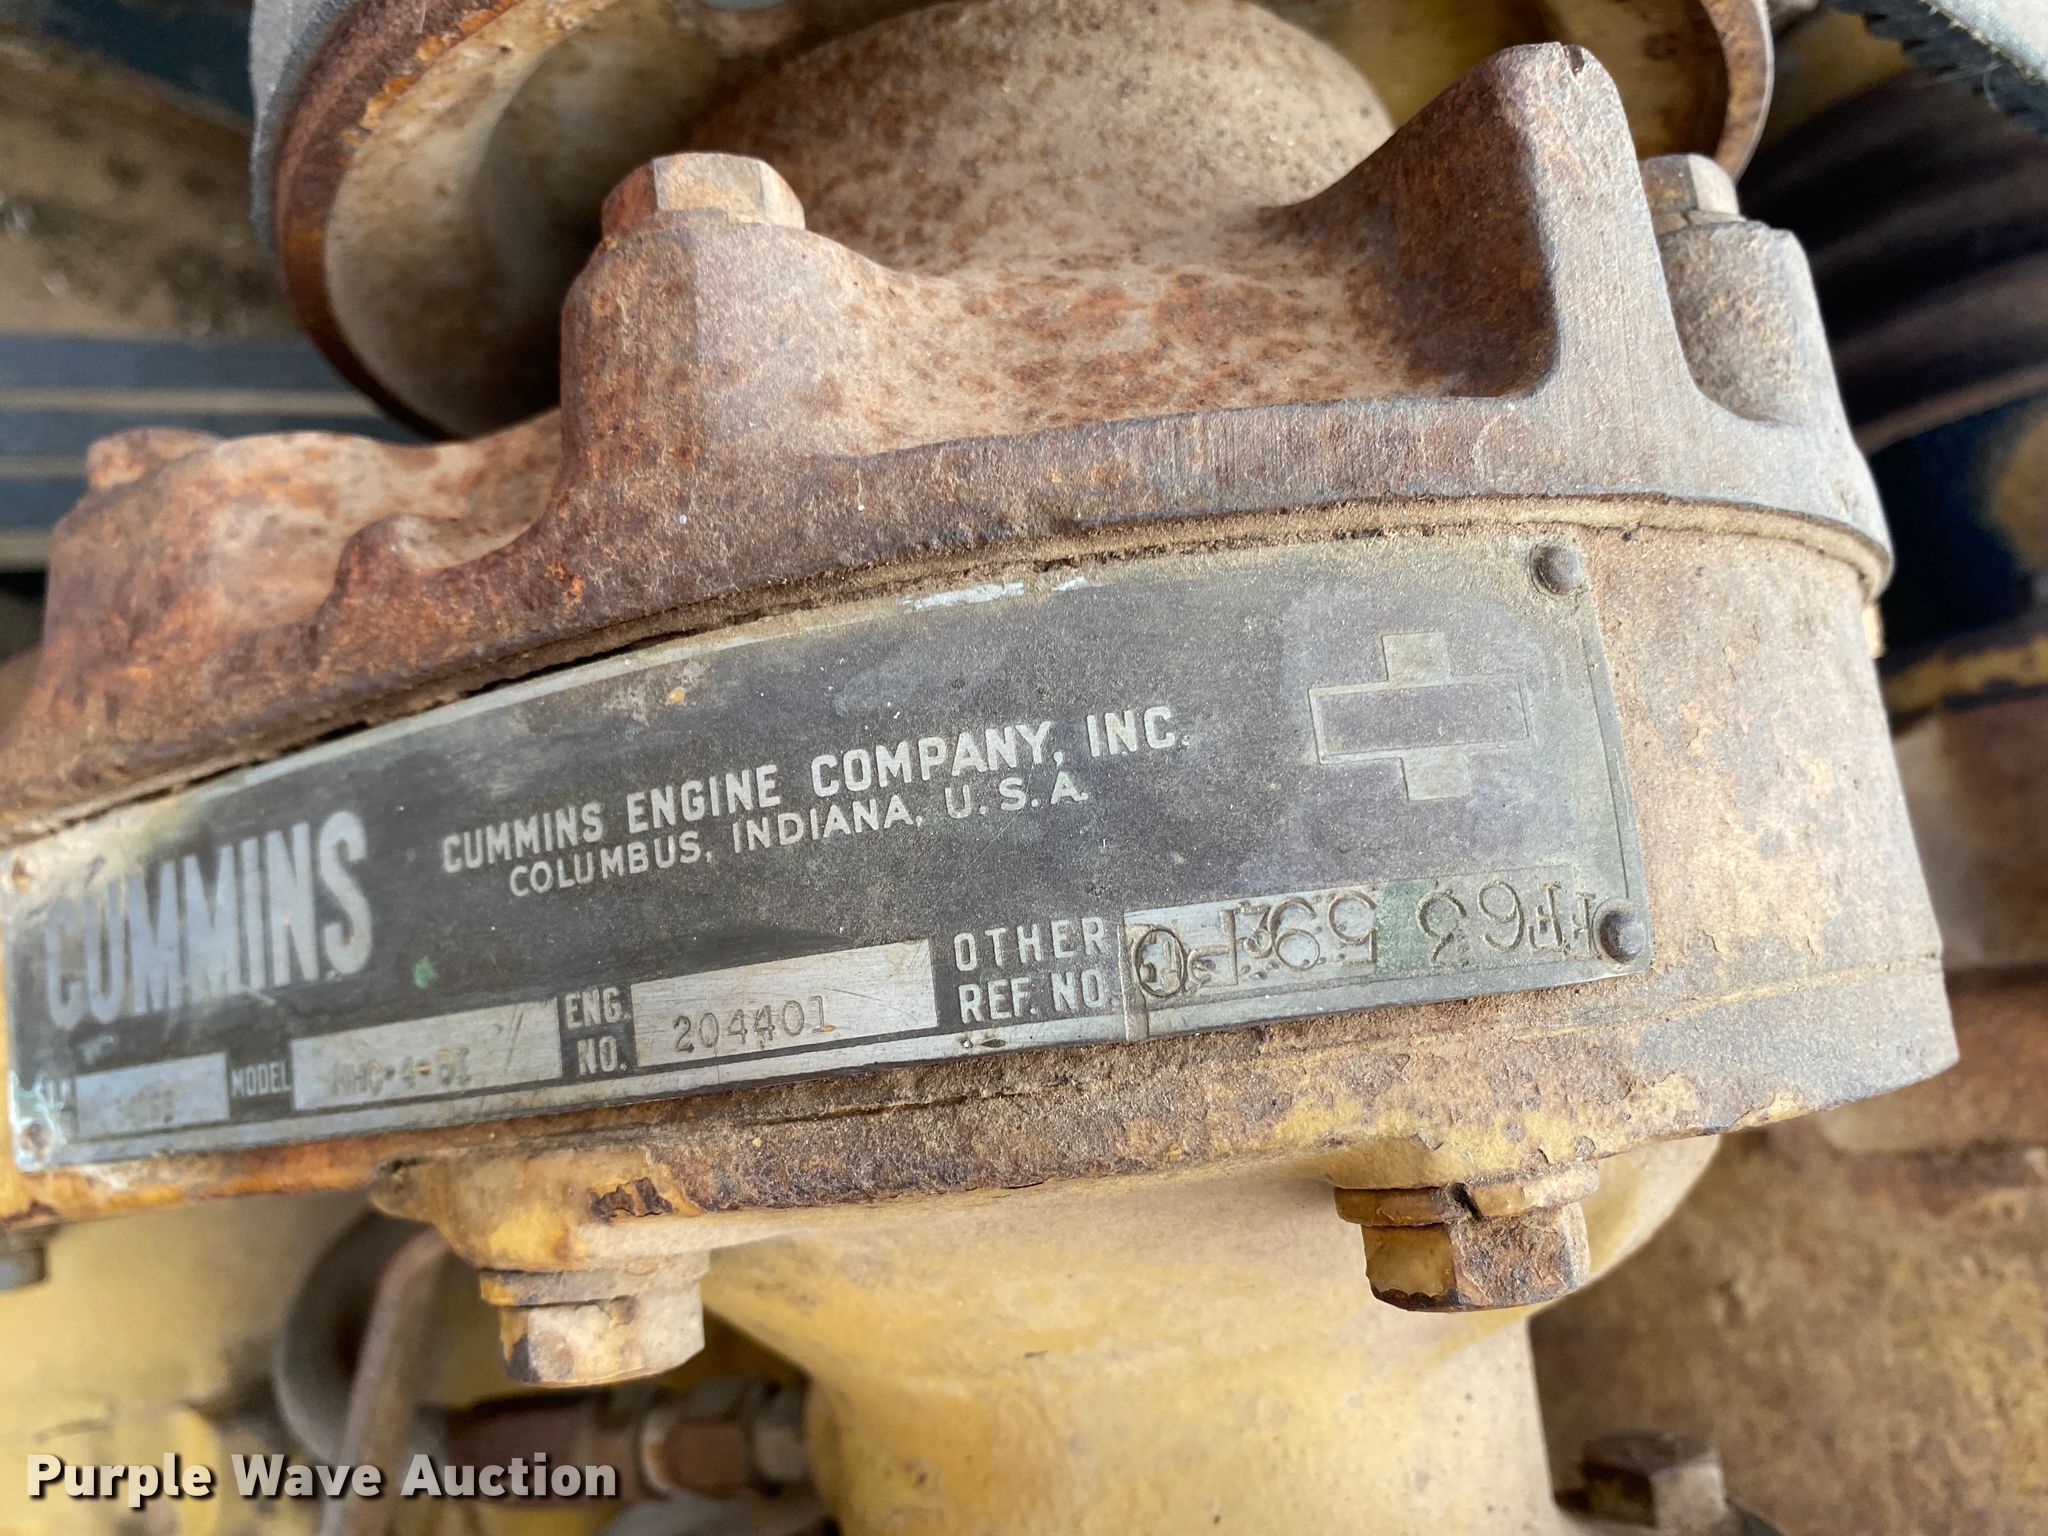 CUMMINS
CUMMINS ENGINE COMPANY, INC.
COLUMBUS, INDIANA, U.S.A.
MODEL
ENG. NO. 204401
OTHER REF. NO.
Purple Wave Auction